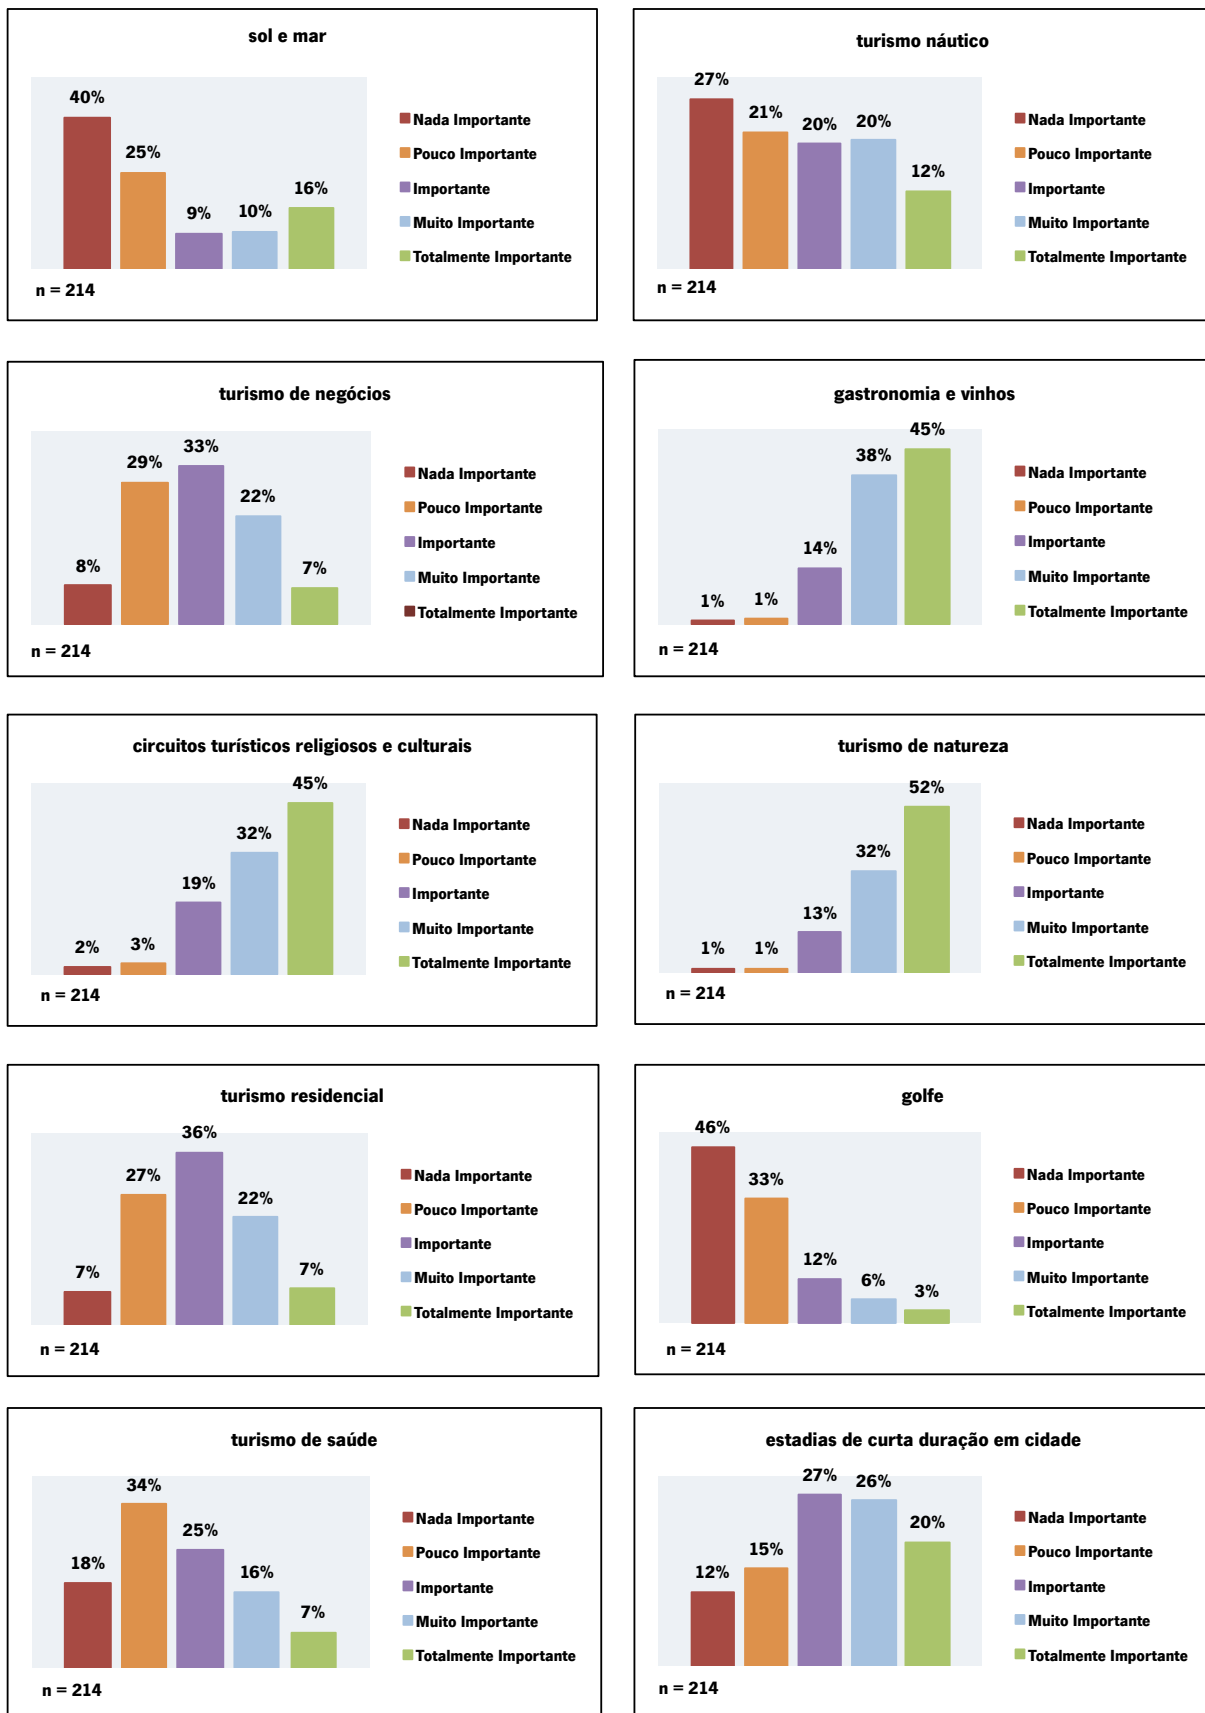 sol e mar
40%
25%
9%
10%
16%
Nada Importante
Pouco Importante
Importante
Muito Importante
Totalmente Importante
n = 214
turismo náutico
27%
21%
20%
20%
12%
Nada Importante
Pouco Importante
Importante
Muito Importante
Totalmente Importante
n = 214
turismo de negócios
8%
29%
33%
22%
7%
Nada Importante
Pouco Importante
Importante
Muito Importante
Totalmente Importante
n = 214
gastronomia e vinhos
1%
1%
14%
38%
45%
Nada Importante
Pouco Importante
Importante
Muito Importante
Totalmente Importante
n = 214
circuitos turísticos religiosos e culturais
2%
3%
19%
32%
45%
Nada Importante
Pouco Importante
Importante
Muito Importante
Totalmente Importante
n = 214
turismo de natureza
1%
1%
13%
32%
52%
Nada Importante
Pouco Importante
Importante
Muito Importante
Totalmente Importante
n = 214
turismo residencial
7%
27%
36%
22%
7%
Nada Importante
Pouco Importante
Importante
Muito Importante
Totalmente Importante
n = 214
golfe
46%
33%
12%
6%
3%
Nada Importante
Pouco Importante
Importante
Muito Importante
Totalmente Importante
n = 214
turismo de saúde
18%
34%
25%
16%
7%
Nada Importante
Pouco Importante
Importante
Muito Importante
Totalmente Importante
n = 214
estadias de curta duração em cidade
12%
15%
27%
26%
20%
Nada Importante
Pouco Importante
Importante
Muito Importante
Totalmente Importante
n = 214